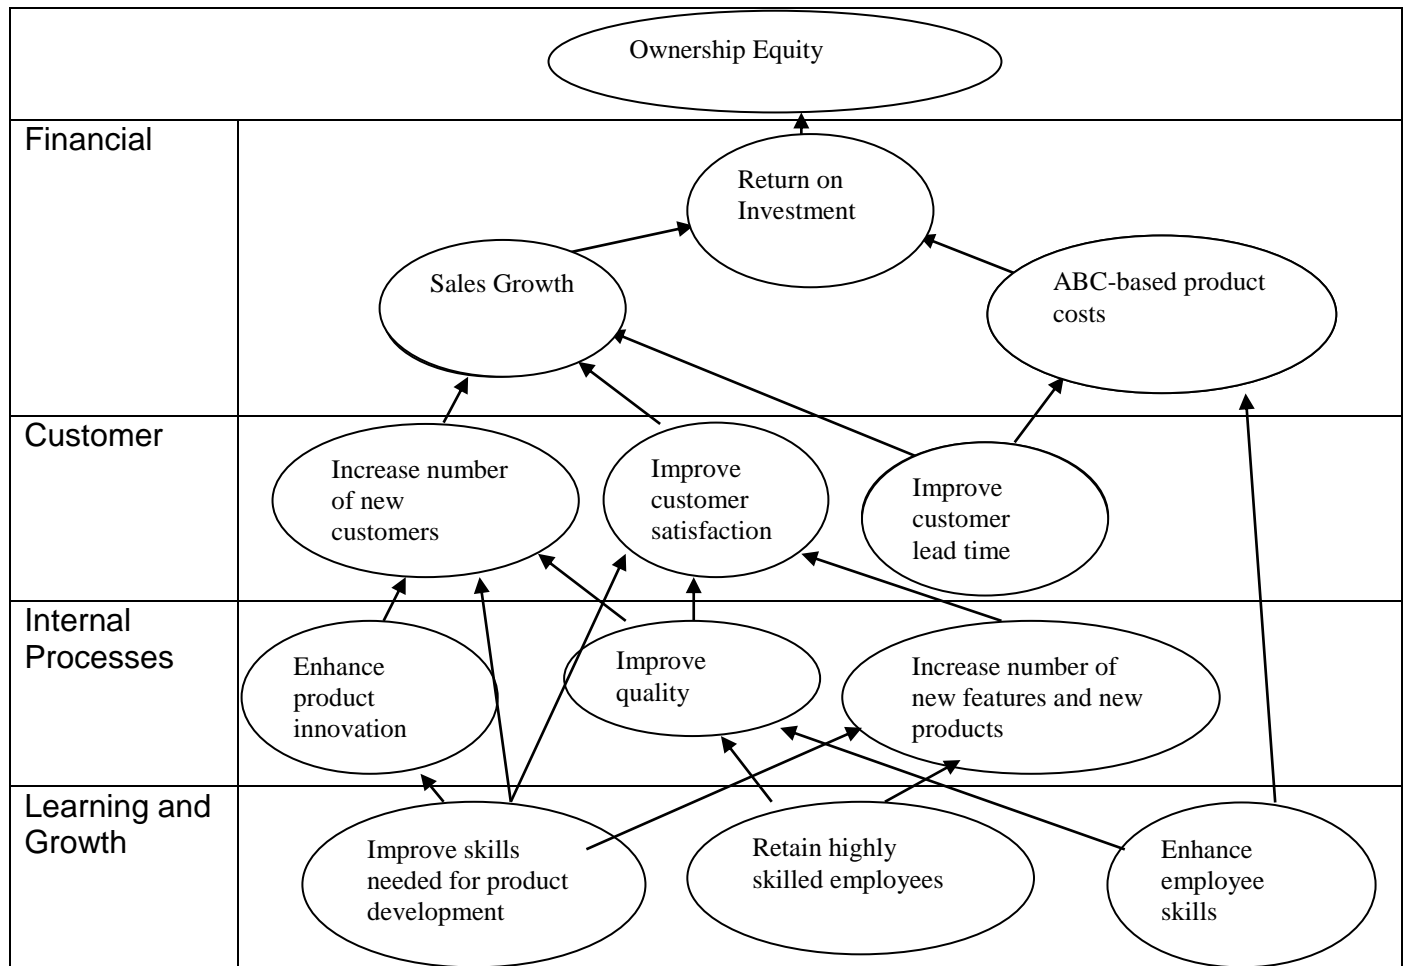 Ownership Equity
Financial
Return on
Investment
Sales Growth
ABC-based product
costs
Customer
Increase number
of new
customers
Improve
customer
satisfaction
Improve
customer
lead time
Internal
Processes
Enhance
product
innovation
Improve
quality
Increase number of
new features and new
products
Learning and
Growth
Improve skills
needed for product
development
Retain highly
skilled employees
Enhance
employee
skills